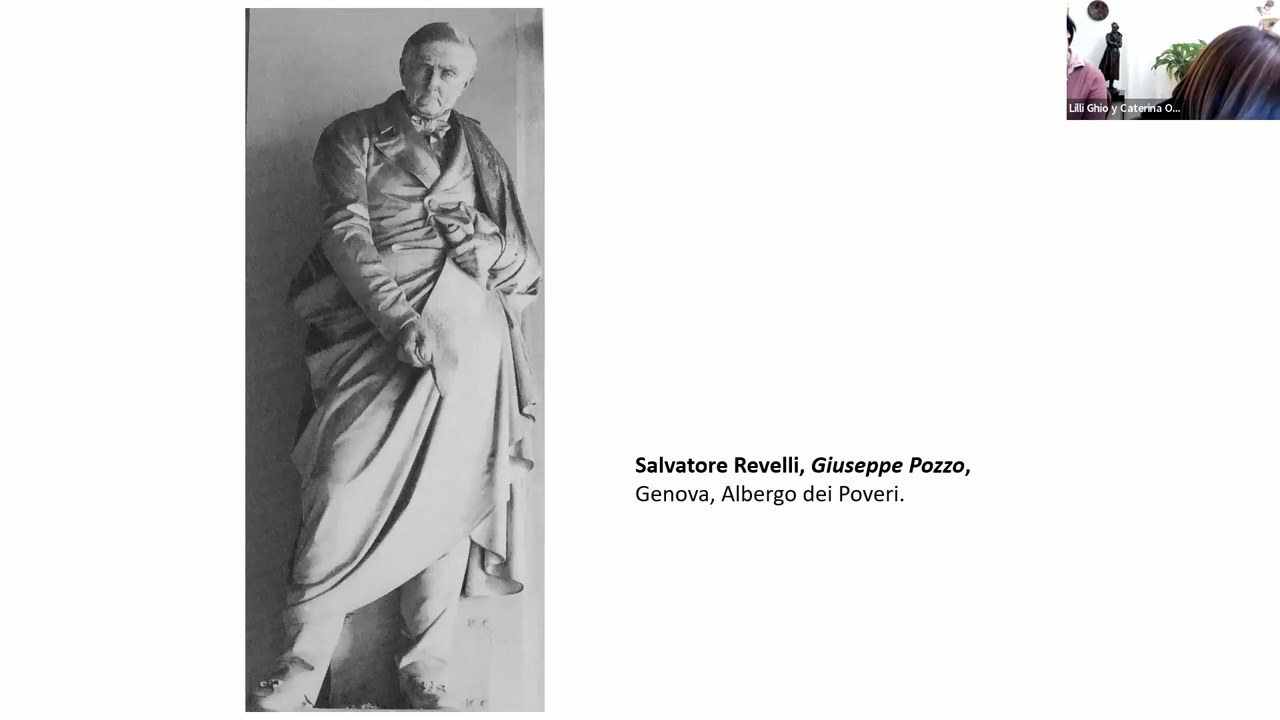 Lilli Ghio y Caterina O...
Salvatore Revelli, Giuseppe Pozzo,
Genova, Albergo dei Poveri.